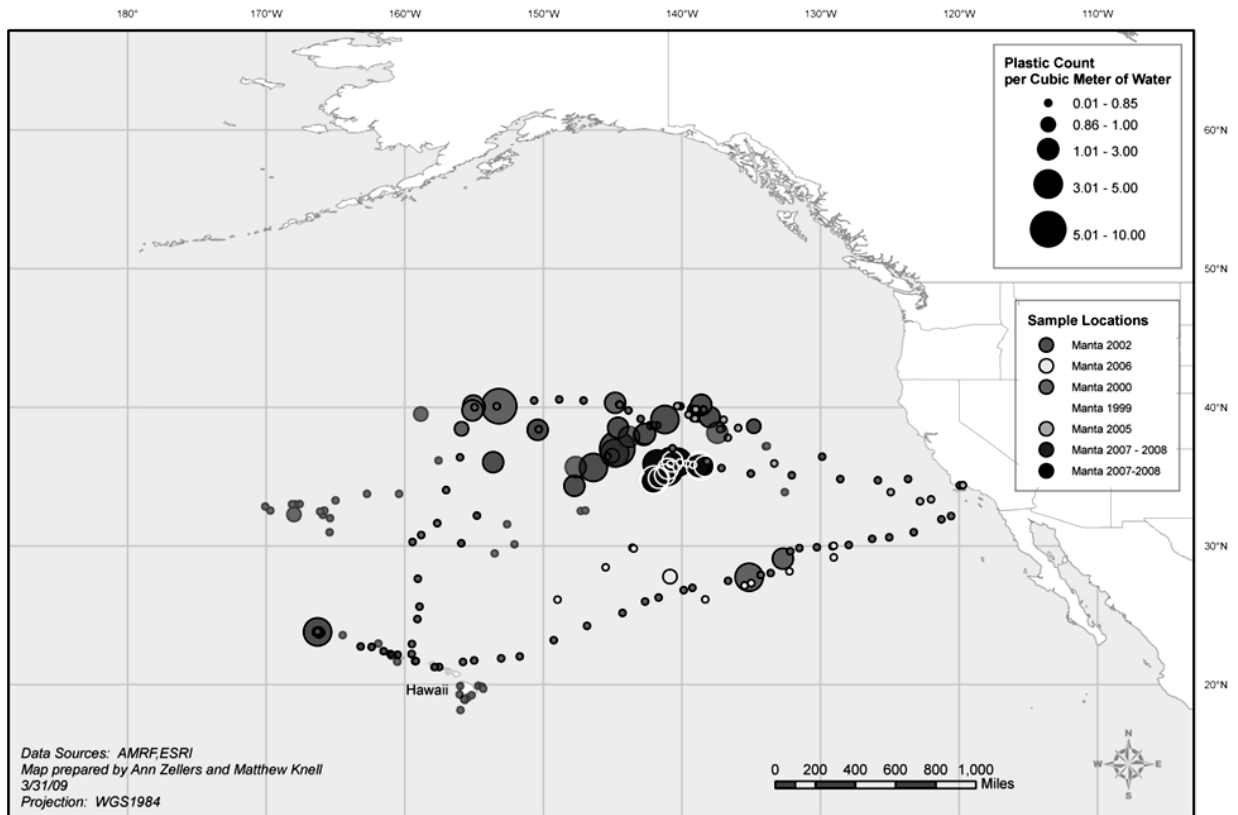 180°
170°W
160°W
150°W
140°W
130°W
120°W
110°W
Plastic Count
per Cubic Meter of Water
0.01 - 0.85
0.86 - 1.00
1.01 - 3.00
3.01 - 5.00
5.01 - 10.00
60°N
50°N
Sample Locations
Manta 2002
Manta 2006
Manta 2000
Manta 1999
Manta 2005
Manta 2007 - 2008
Manta 2007-2008
40°N
30°N
20°N
Hawaii
N
W E
S
Data Sources: AMRF,ESRI
Map prepared by Ann Zellers and Matthew Knell
3/31/09
Projection: WGS1984
0 200 400 600 800 1,000
Miles